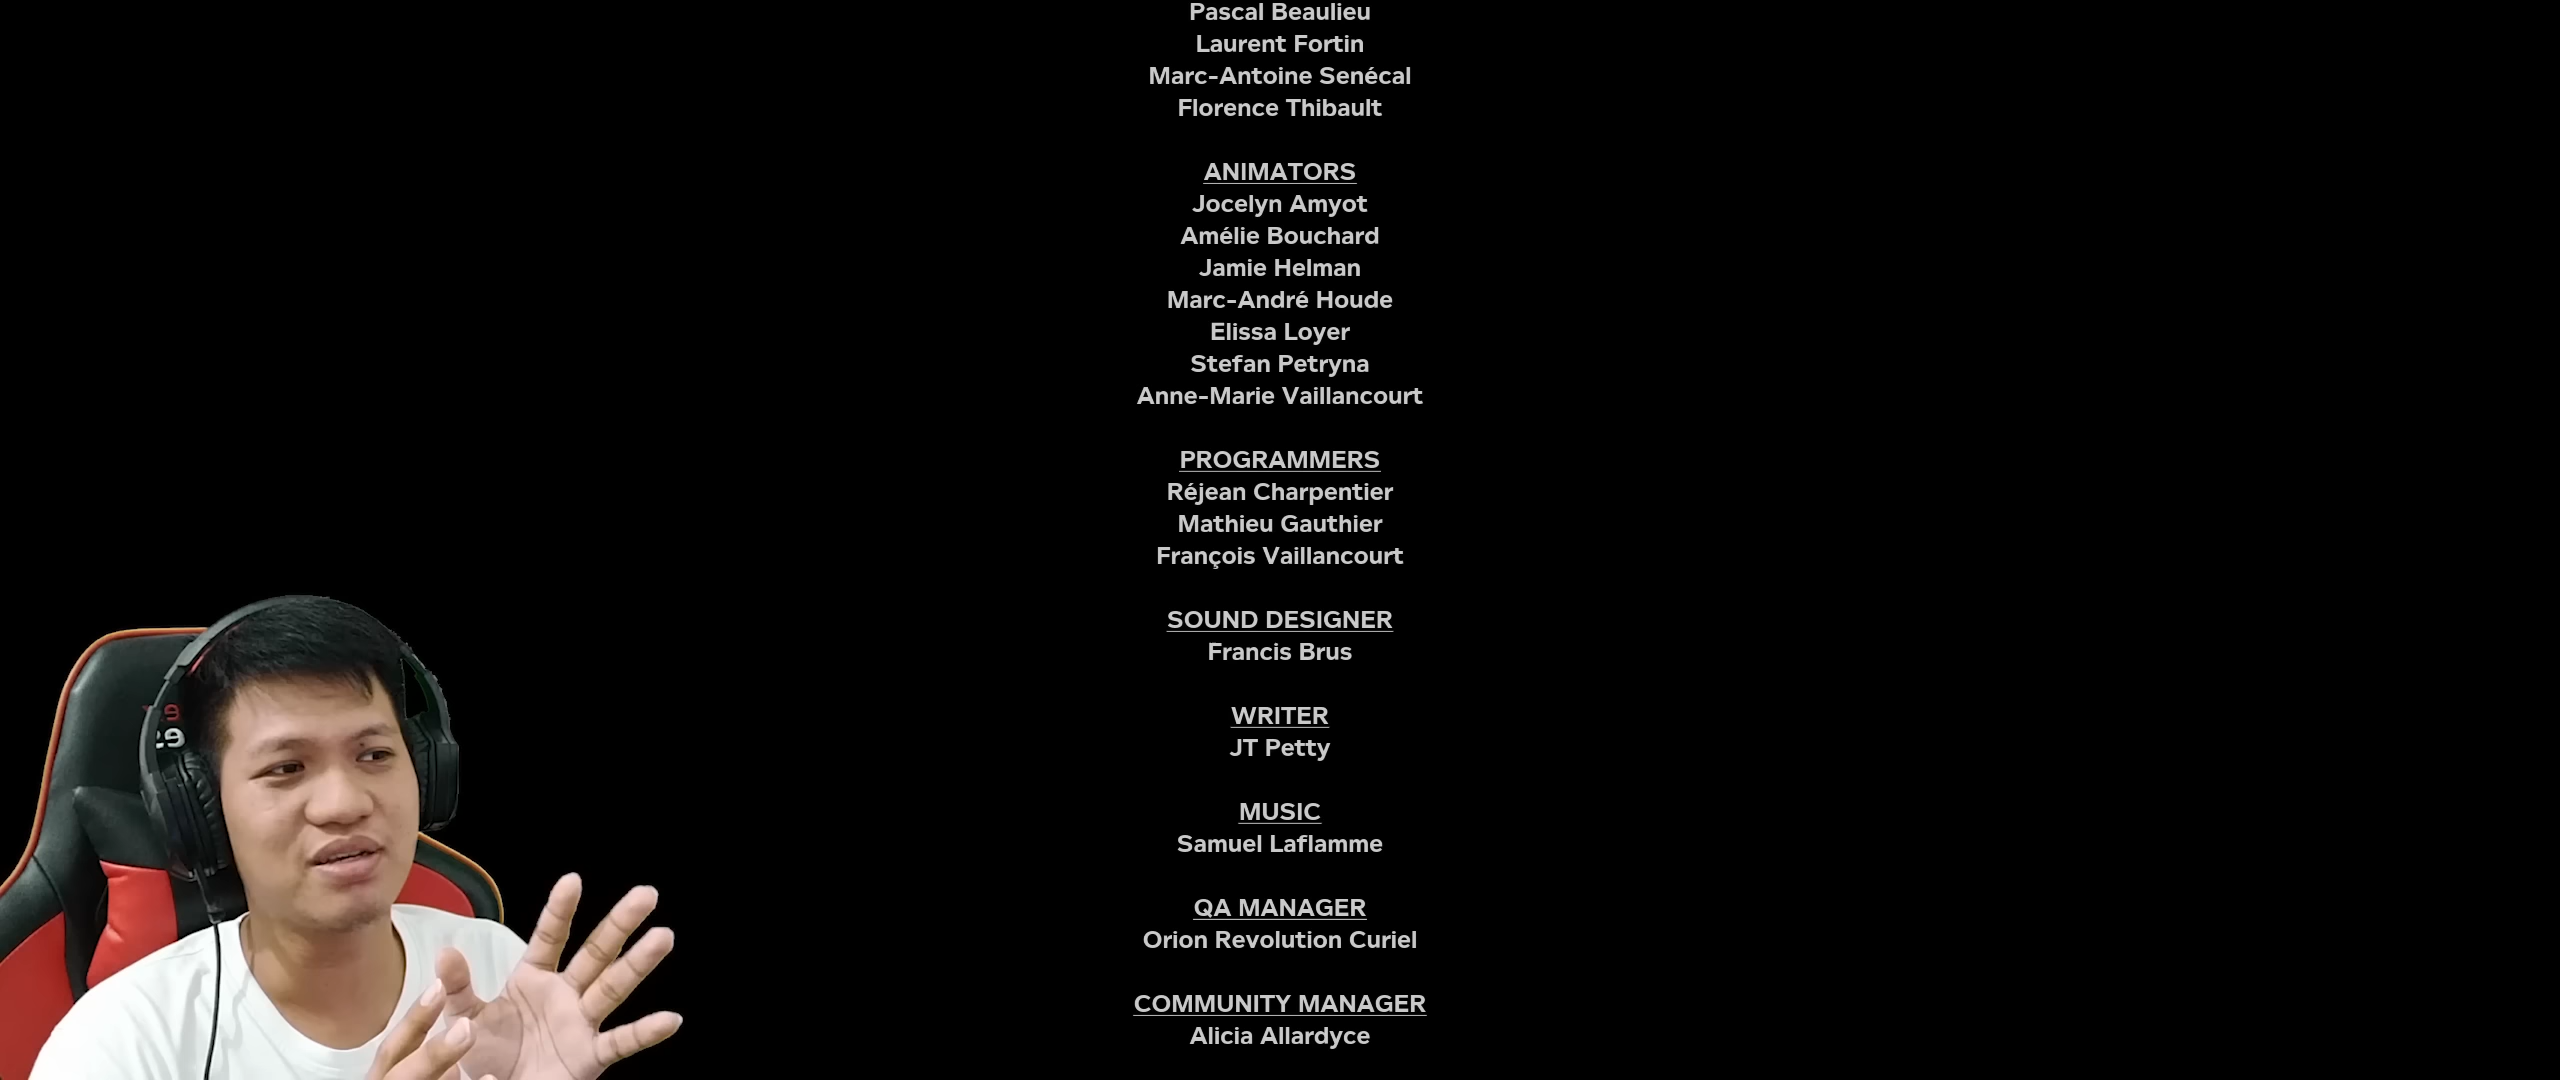 Pascal Beaulieu
Laurent Fortin
Marc-Antoine Senécal
Florence Thibault
ANIMATORS
Jocelyn Amyot
Amélie Bouchard
Jamie Helman
Marc-André Houde
Elissa Loyer
Stefan Petryna
Anne-Marie Vaillancourt
PROGRAMMERS
Réjean Charpentier
Mathieu Gauthier
François Vaillancourt
SOUND DESIGNER
Francis Brus
WRITER
JT Petty
MUSIC
Samuel Laflamme
QA MANAGER
Orion Revolution Curiel
COMMUNITY MANAGER
Alicia Allardyce